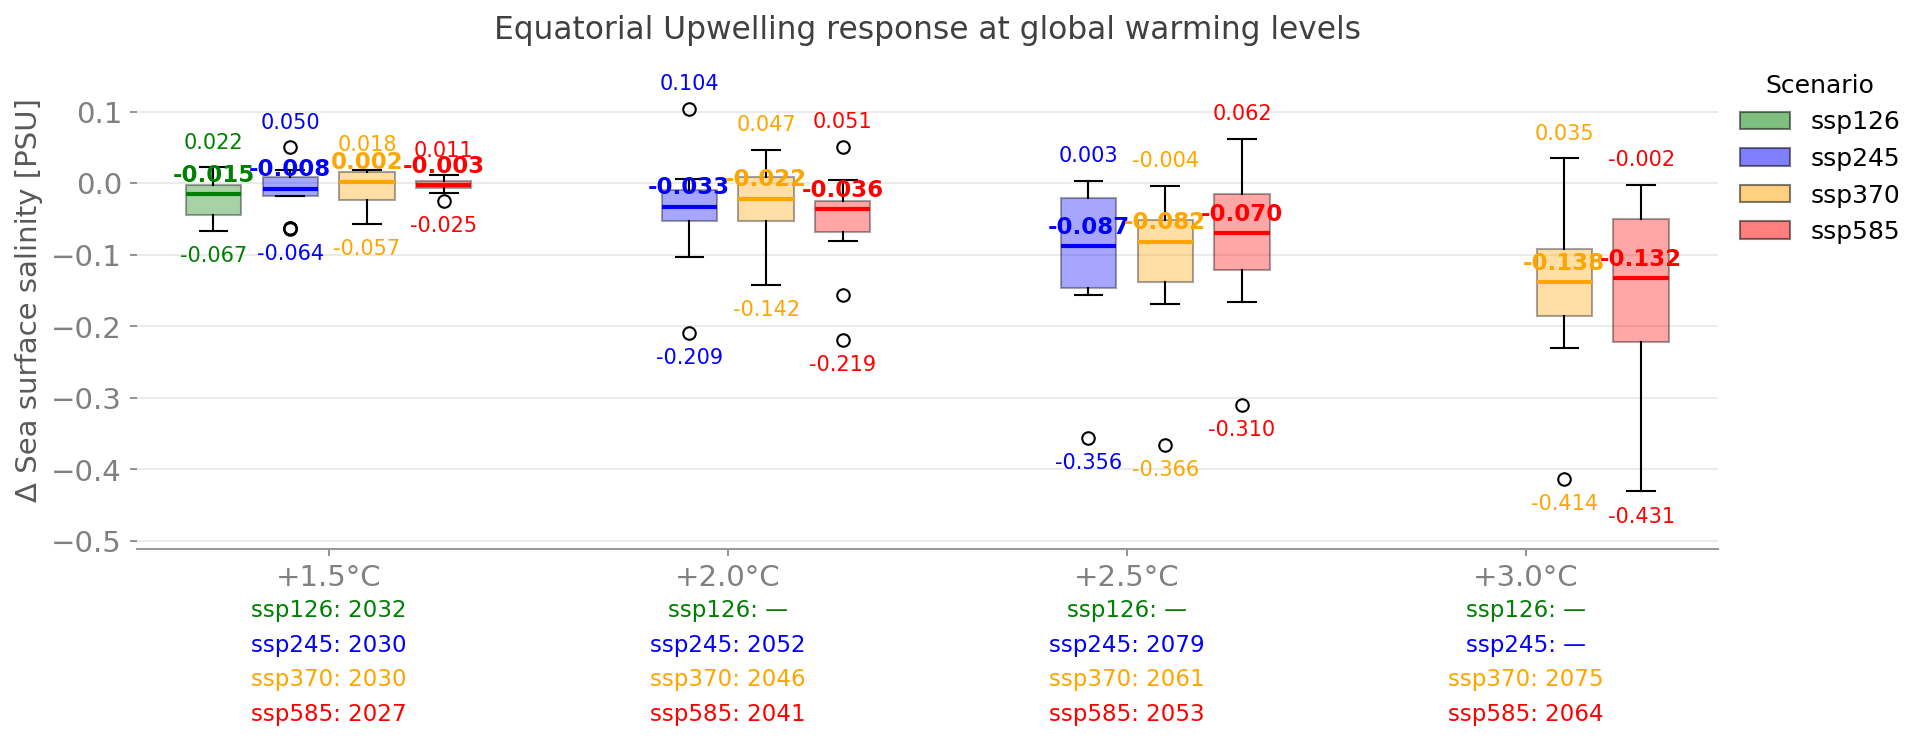 Equatorial Upwelling response at global warming levels
Δ Sea surface salinity [PSU]
0.1
0.0
−0.1
−0.2
−0.3
−0.4
−0.5
0.022
-0.015
-0.067
0.050
-0.008
-0.064
0.018
0.002
-0.057
0.011
-0.003
-0.025
0.104
-0.033
-0.209
0.047
-0.022
-0.142
0.051
-0.036
-0.219
0.003
-0.087
-0.356
-0.004
-0.082
-0.366
0.062
-0.070
-0.310
0.035
-0.138
-0.414
-0.002
-0.132
-0.431
Scenario
ssp126
ssp245
ssp370
ssp585
+1.5°C
ssp126: 2032
ssp245: 2030
ssp370: 2030
ssp585: 2027
+2.0°C
ssp126: —
ssp245: 2052
ssp370: 2046
ssp585: 2041
+2.5°C
ssp126: —
ssp245: 2079
ssp370: 2061
ssp585: 2053
+3.0°C
ssp126: —
ssp245: —
ssp370: 2075
ssp585: 2064